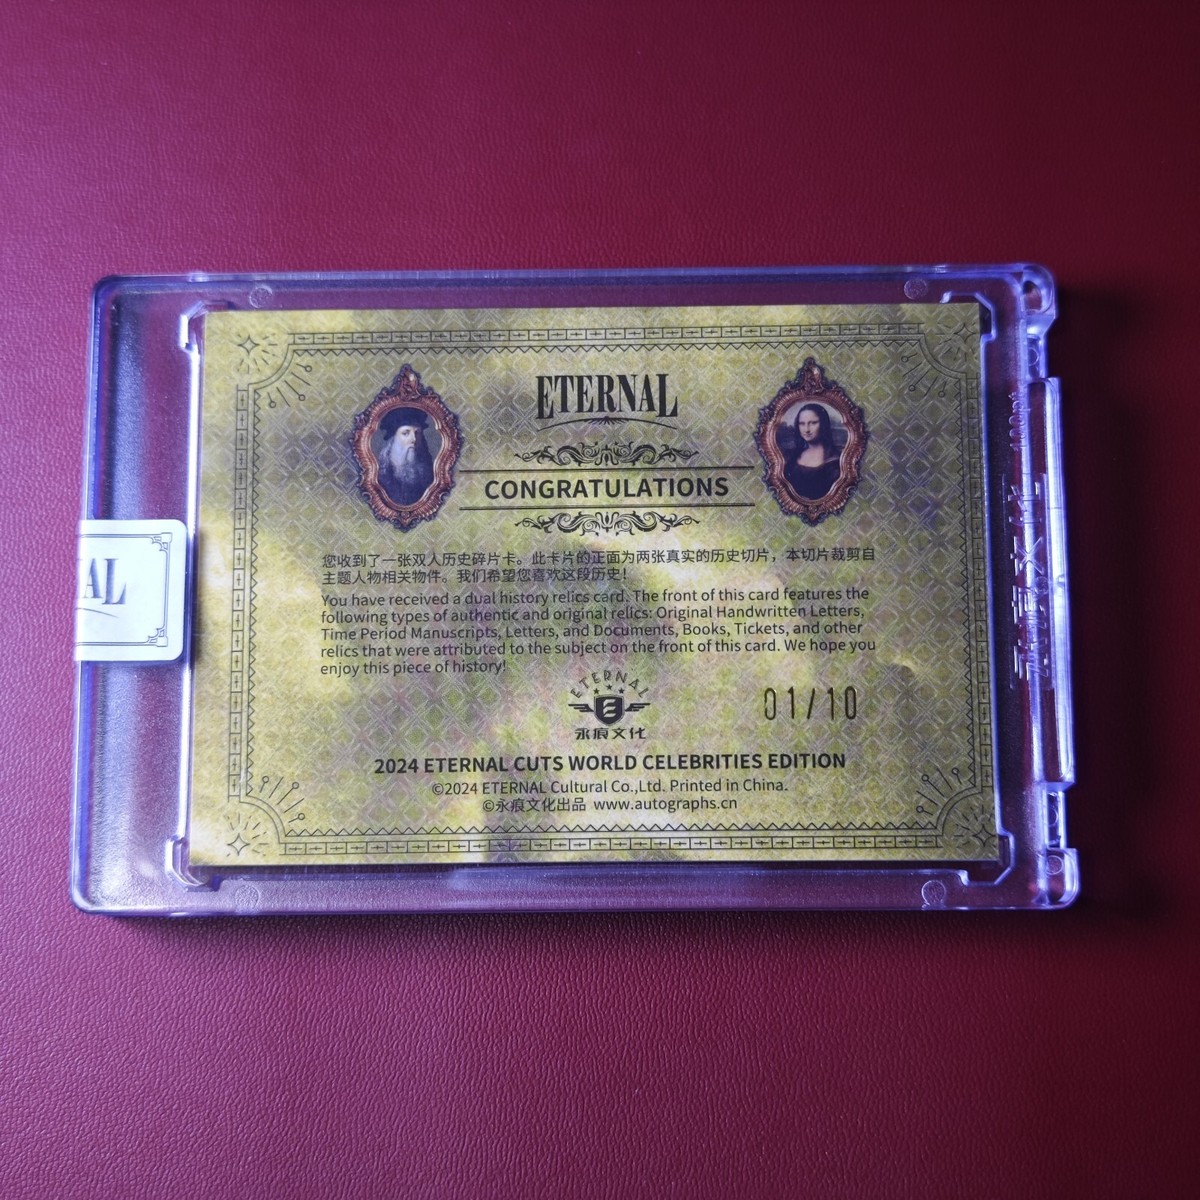 ETERNAL
CONGRATULATIONS
您收到了一张双人历史碎片卡。此卡片的正面为两张真实的历史切片，本切片裁剪自
主题人物相关物件。我们希望您喜欢这段历史！
You have received a dual history relics card. The front of this card features the
following types of authentic and original relics: Original Handwritten Letters,
Time Period Manuscripts, Letters, and Documents, Books, Tickets, and other
relics that were attributed to the subject on the front of this card. We hope you
enjoy this piece of history!
AL
ETERNAL
永痕文化
01/10
2024 ETERNAL CUTS WORLD CELEBRITIES EDITION
©2024 ETERNAL Cultural Co.,Ltd. Printed in China.
©永痕文化出品 www.autographs.cn
永痕文化 180pt